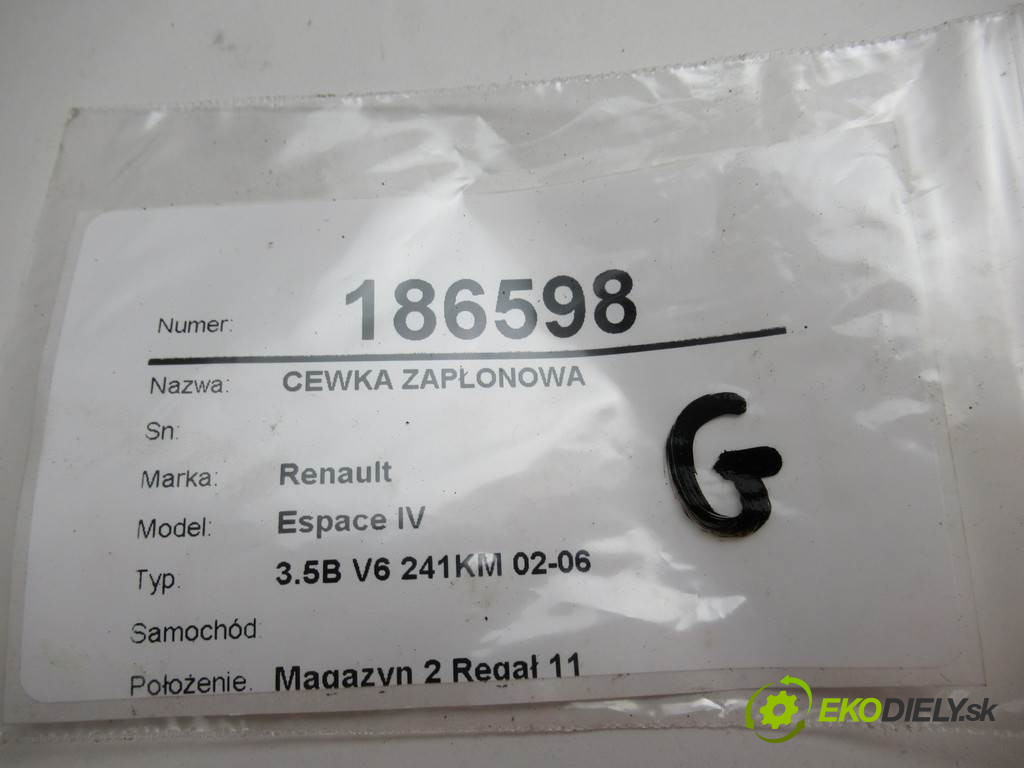 Numer: 186598
Nazwa: CEWKA ZAPŁONOWA
Sn:
Marka: Renault
Model: Espace IV
Typ. 3.5B V6 241KM 02-06
Samochód:
Położenie. Magazyn 2 Regał 11
G
EKODIELY.sk